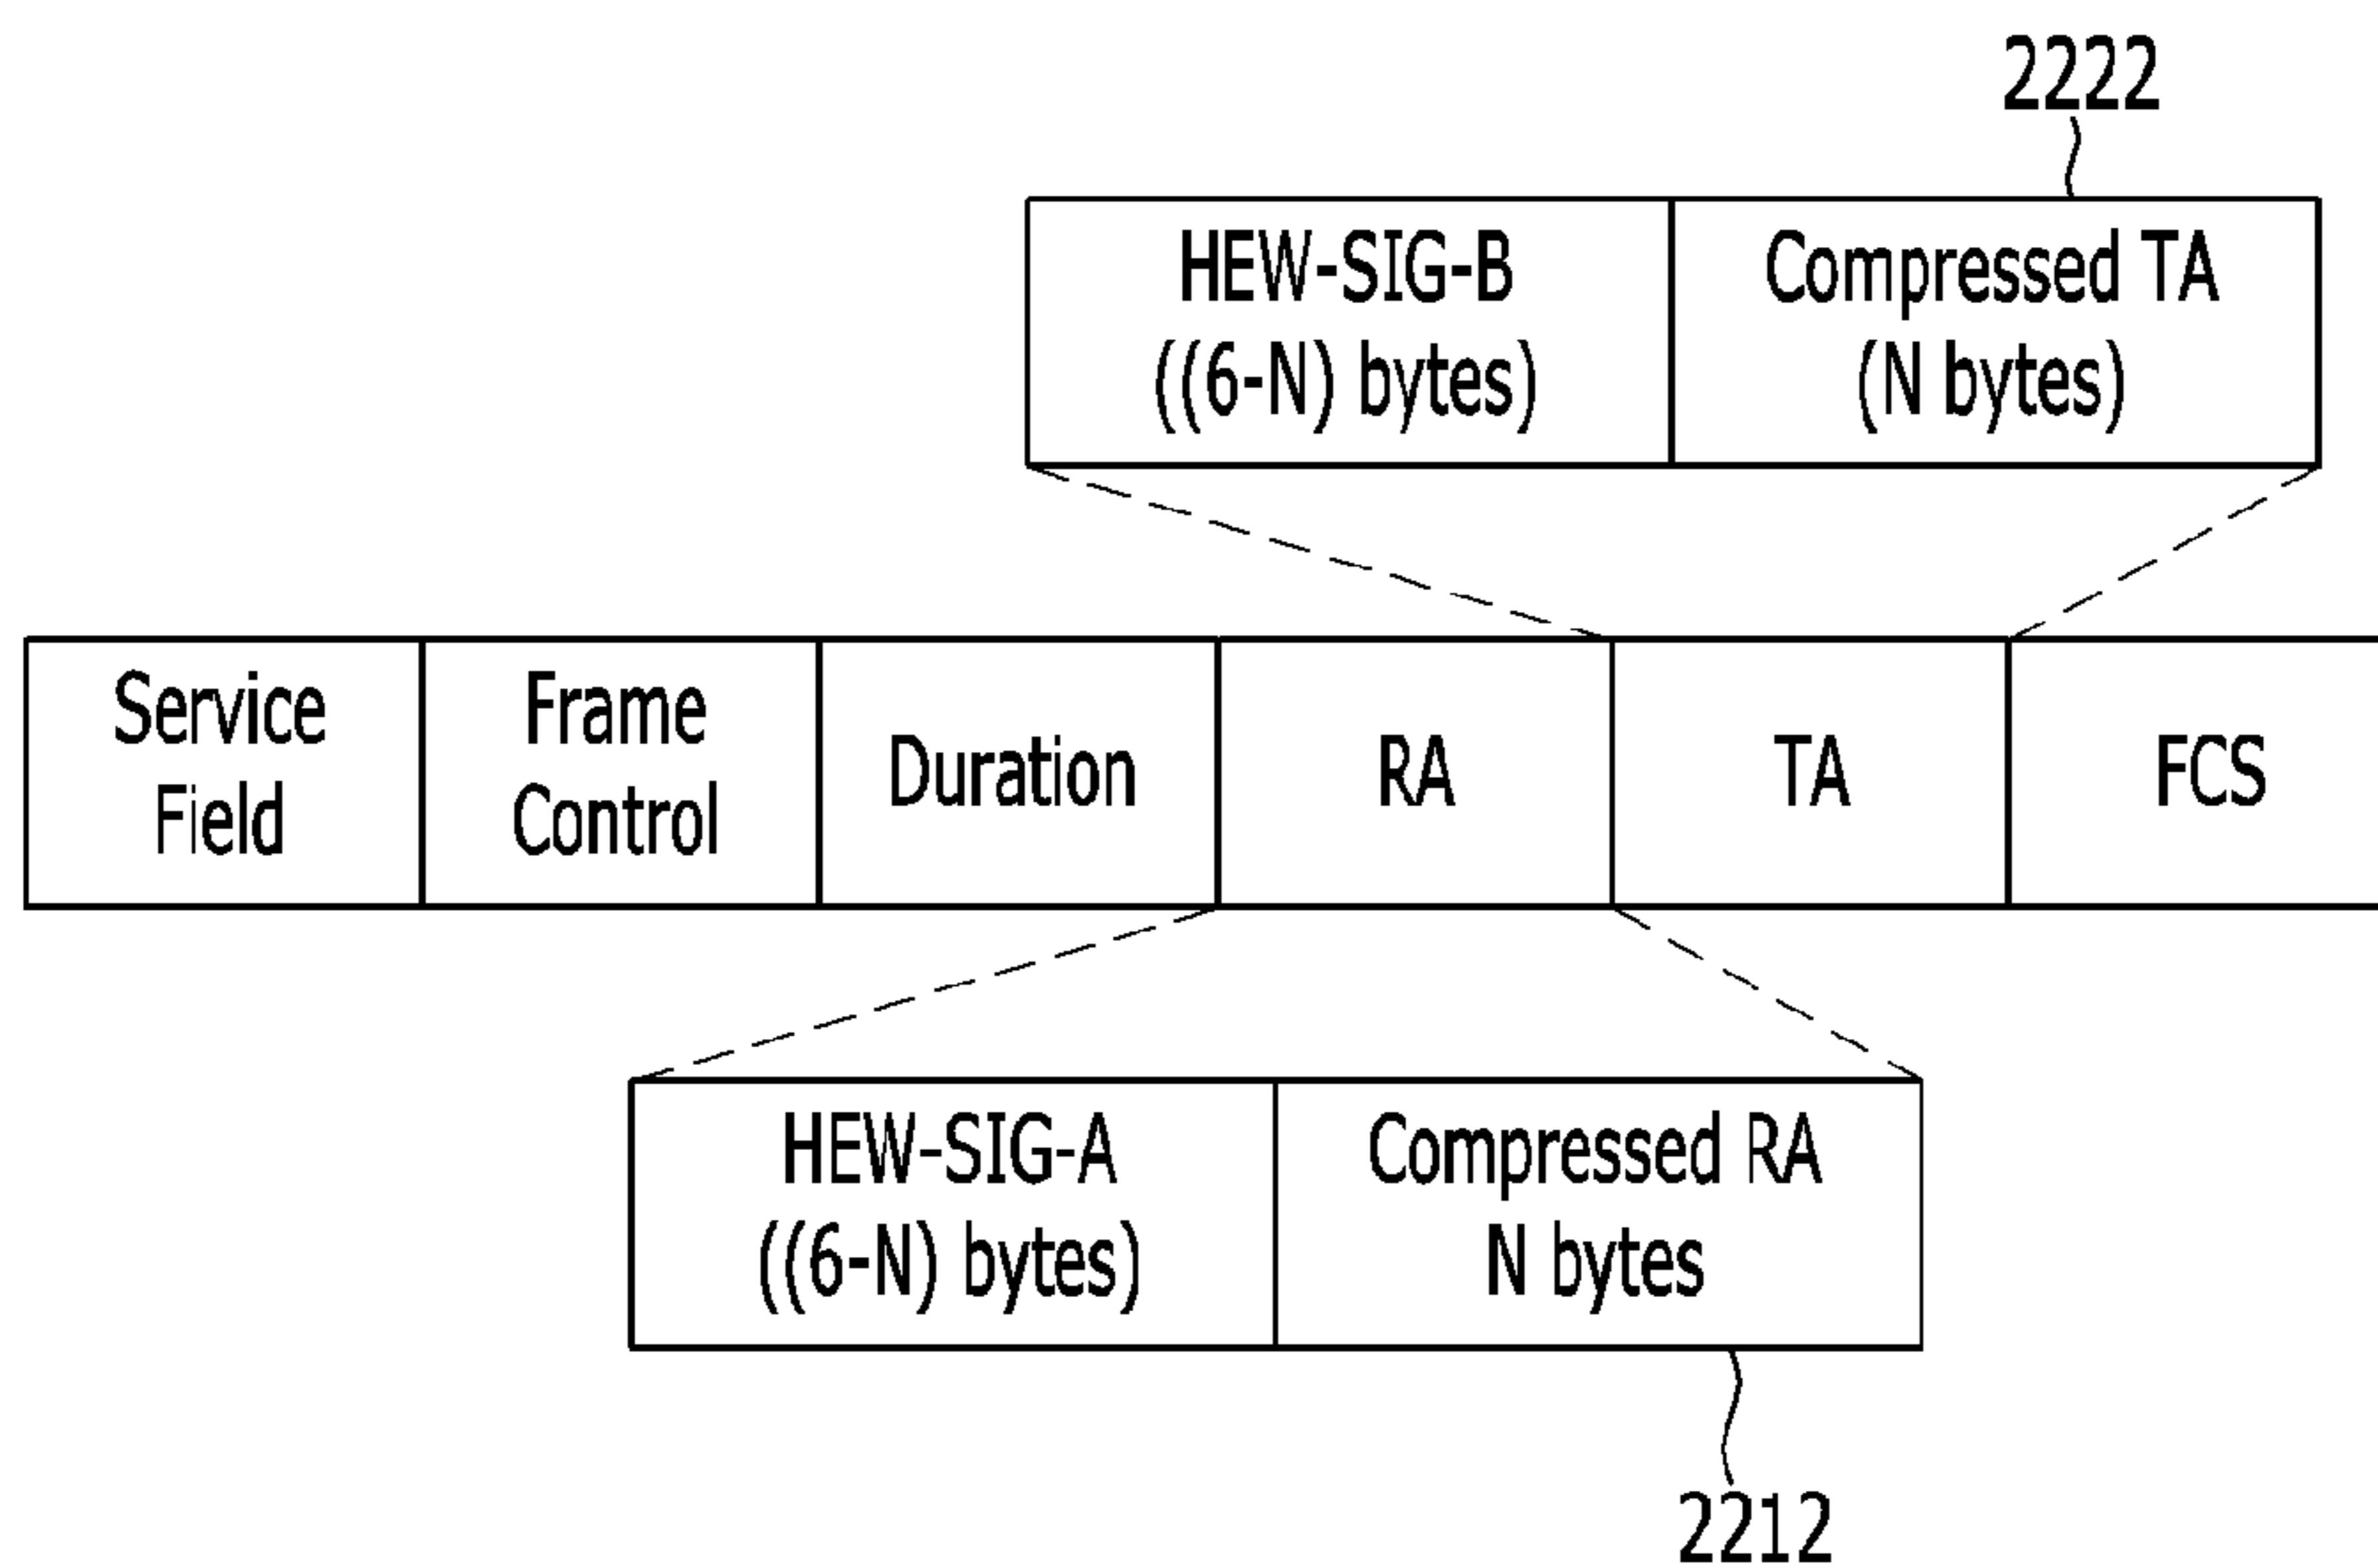 2222
HEW-SIG-B
((6-N) bytes)
Compressed TA
(N bytes)
Service
Field
Frame
Control
Duration
RA
TA
FCS
HEW-SIG-A
((6-N) bytes)
Compressed RA
N bytes
2212